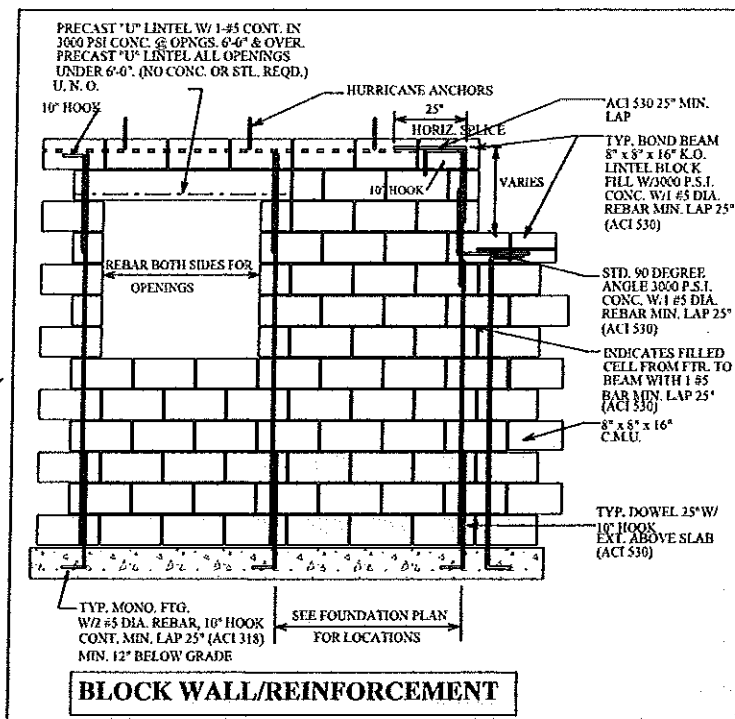 PRECAST "U" LINTEL W/ 1-#5 CONT. IN
3000 PSI CONC. @ OPNGS. 6'-0" & OVER.
PRECAST "U" LINTEL ALL OPENINGS
UNDER 6'-0". (NO CONC. OR STL. REQD.)
U. N. O.
10" HOOK
HURRICANE ANCHORS
25"
HORIZ. SPLICE
ACI 530 25" MIN.
LAP
TYP. BOND BEAM
8" x 8" x 16" K.O.
LINTEL BLOCK
FILL W/3000 P.S.I.
CONC. W/1 #5 DIA.
REBAR MIN. LAP 25"
(ACI 530)
10" HOOK
VARIES
REBAR BOTH SIDES FOR
OPENINGS
STD. 90 DEGREE
ANGLE 3000 P.S.I.
CONC. W/1 #5 DIA.
REBAR MIN. LAP 25"
(ACI 530)
INDICATES FILLED
CELL FROM FTR. TO
BEAM WITH 1 #5
BAR MIN. LAP 25"
(ACI 530)
8" x 8" x 16"
C.M.U.
TYP. DOWEL 25" W/
10" HOOK
EXT. ABOVE SLAB
(ACI 530)
TYP. MONO. FTG.
W/2 #5 DIA. REBAR, 10" HOOK
CONT. MIN. LAP 25" (ACI 318)
MIN. 12" BELOW GRADE
SEE FOUNDATION PLAN
FOR LOCATIONS
BLOCK WALL/REINFORCEMENT